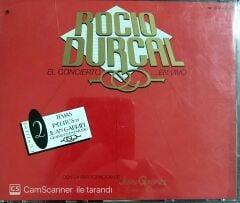 ROCIO
DURCAL
EL CONCIERTO EN VIVO
2
TEMAS
INEDITOS DE
JUAN GABRIEL
CON LA PARTICIPACION DE
CS CamScanner ile tarandı